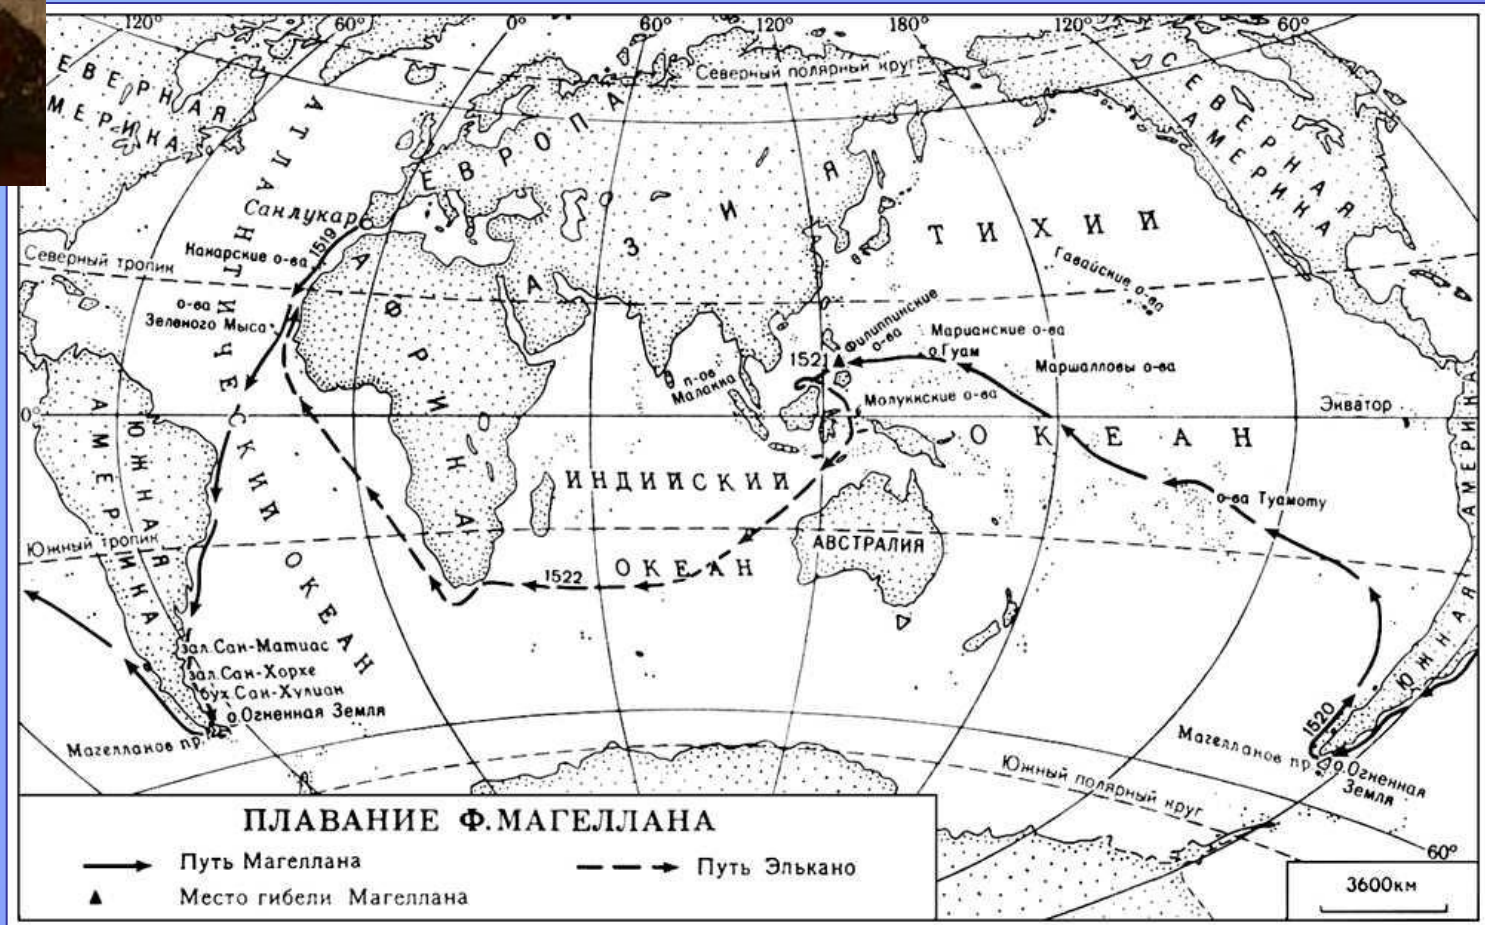 120° 60° 0° 60° 120° 180° 120° 60°
Северный полярный круг
ЕВЕРНАЯ
МЕРИКА
АТЛАНТИЧЕСКИЙ ОКЕАН
ЕВРОПА
АЗИЯ
СЕВЕРНАЯ
АМЕРИКА
ТИХИЙ
Санлукар
1519
Канарские о-ва
Северный тропик
Гавайские о-ва
АФРИКА
о-ва
Зеленого Мыса
Филиппинские
о-ва
Марианские о-ва
о.Гуам
1521
Маршалловы о-ва
п-ов
Малакка
Молуккские о-ва
0°
Экватор
ОКЕАН
ЮЖНАЯ
АМЕРИКА
ИНДИЙСКИЙ
о-ва Туамоту
Южный тропик
АВСТРАЛИЯ
ОКЕАН
1522
ЮЖНАЯ АМЕРИКА
зал.Сан-Матиас
зал.Сан-Хорхе
бух.Сан-Хулиан
о.Огненная Земля
Магелланов пр.
1520
Магелланов пр.
о.Огненная
Земля
Южный полярный круг
60°
ПЛАВАНИЕ Ф.МАГЕЛЛАНА
Путь Магеллана
Путь Элькано
Место гибели Магеллана
3600км